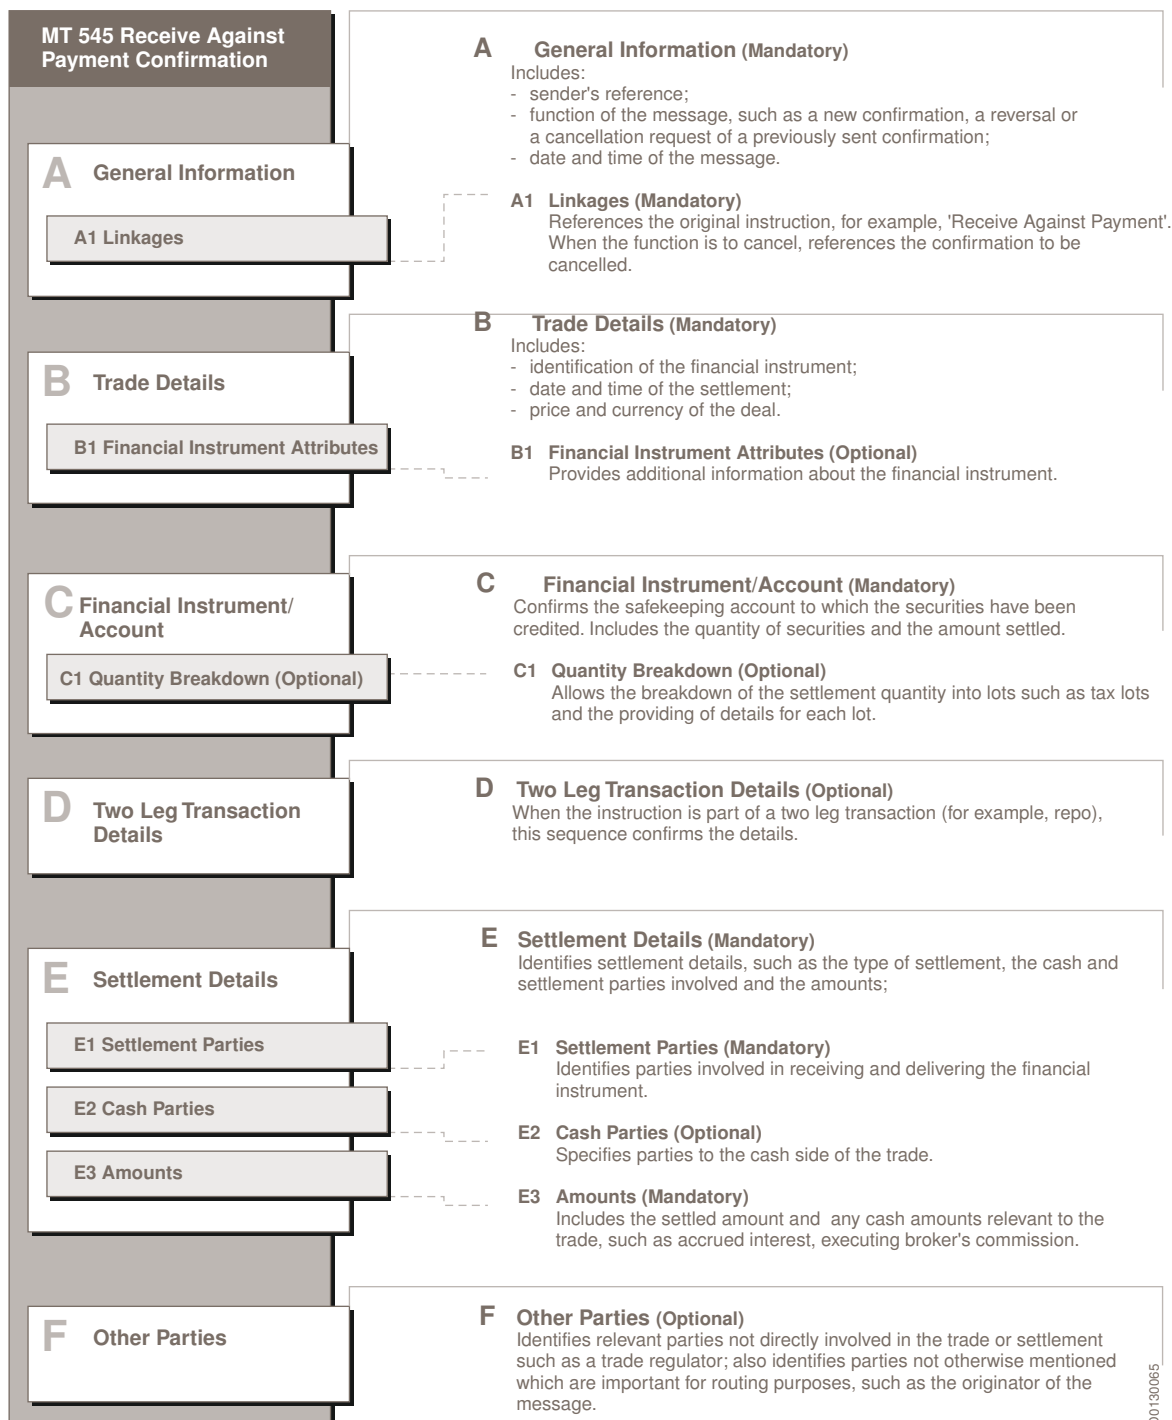 MT 545 Receive Against
Payment Confirmation
A General Information
A1 Linkages
A General Information (Mandatory)
Includes:
- sender's reference;
- function of the message, such as a new confirmation, a reversal or
a cancellation request of a previously sent confirmation;
- date and time of the message.
A1 Linkages (Mandatory)
References the original instruction, for example, 'Receive Against Payment'.
When the function is to cancel, references the confirmation to be
cancelled.
B Trade Details
B1 Financial Instrument Attributes
B Trade Details (Mandatory)
Includes:
- identification of the financial instrument;
- date and time of the settlement;
- price and currency of the deal.
B1 Financial Instrument Attributes (Optional)
Provides additional information about the financial instrument.
C Financial Instrument/
Account
C1 Quantity Breakdown (Optional)
C Financial Instrument/Account (Mandatory)
Confirms the safekeeping account to which the securities have been
credited. Includes the quantity of securities and the amount settled.
C1 Quantity Breakdown (Optional)
Allows the breakdown of the settlement quantity into lots such as tax lots
and the providing of details for each lot.
D Two Leg Transaction
Details
D Two Leg Transaction Details (Optional)
When the instruction is part of a two leg transaction (for example, repo),
this sequence confirms the details.
E Settlement Details
E1 Settlement Parties
E2 Cash Parties
E3 Amounts
E Settlement Details (Mandatory)
Identifies settlement details, such as the type of settlement, the cash and
settlement parties involved and the amounts;
E1 Settlement Parties (Mandatory)
Identifies parties involved in receiving and delivering the financial
instrument.
E2 Cash Parties (Optional)
Specifies parties to the cash side of the trade.
E3 Amounts (Mandatory)
Includes the settled amount and any cash amounts relevant to the
trade, such as accrued interest, executing broker's commission.
F Other Parties
F Other Parties (Optional)
Identifies relevant parties not directly involved in the trade or settlement
such as a trade regulator; also identifies parties not otherwise mentioned
which are important for routing purposes, such as the originator of the
message.